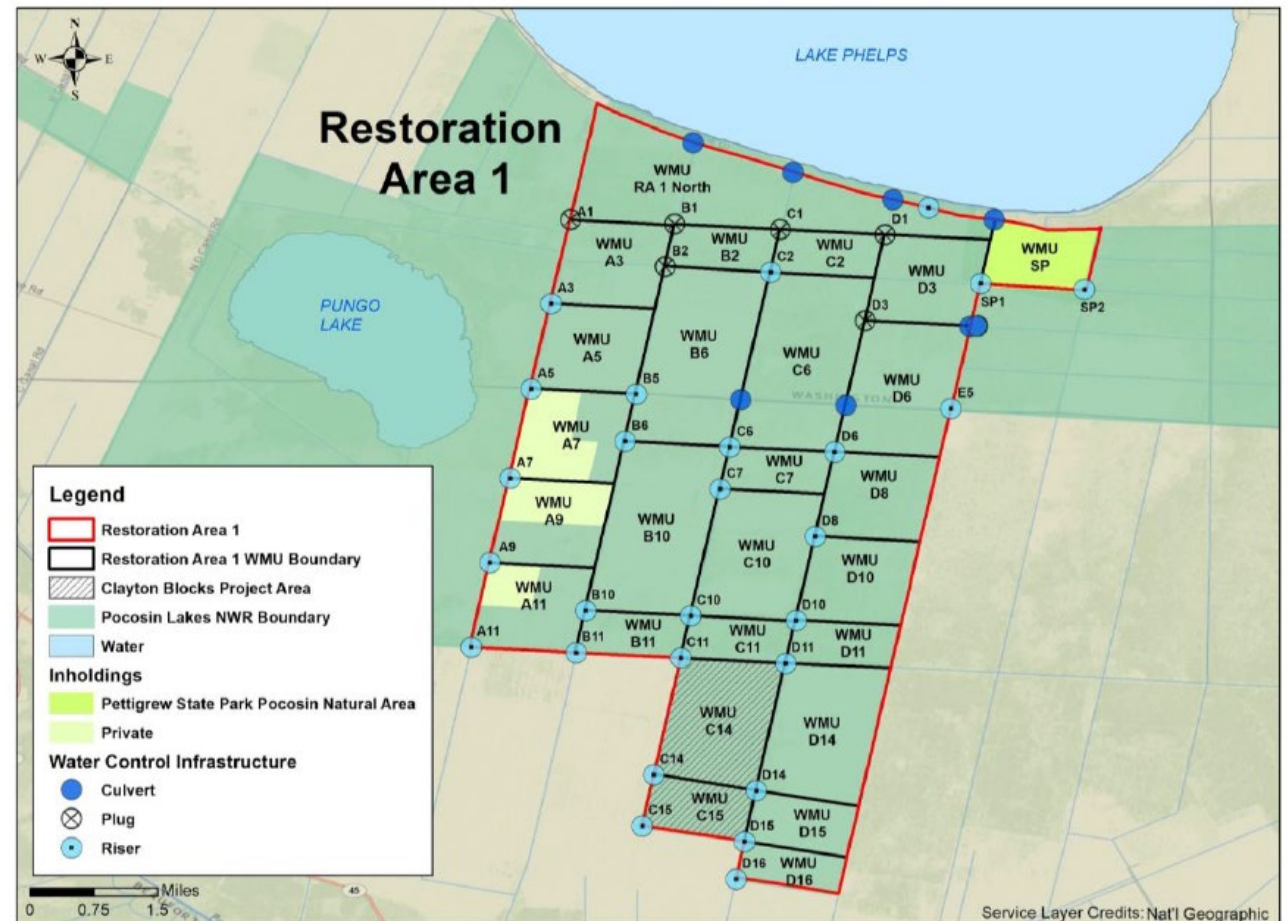 N
W
E
S
LAKE PHELPS
Restoration
Area 1
WMU
RA 1 North
A1
B1
C1
D1
WMU
A3
B2
WMU
B2
C2
WMU
C2
WMU
D3
WMU
SP
SP1
SP2
PUNGO
LAKE
A3
D3
WMU
A5
WMU
B6
WMU
C6
WMU
D6
A5
B5
WASHINGTON
E5
WMU
A7
B6
C6
D6
A7
C7
WMU
C7
WMU
D8
WMU
A9
WMU
B10
D8
A9
WMU
C10
WMU
D10
WMU
A11
B10
C10
D10
A11
B11
WMU
B11
C11
WMU
C11
D11
WMU
D11
WMU
C14
WMU
D14
C14
D14
C15
WMU
C15
D15
WMU
D15
D16
WMU
D16
Legend
Restoration Area 1
Restoration Area 1 WMU Boundary
Clayton Blocks Project Area
Pocosin Lakes NWR Boundary
Water
Inholdings
Pettigrew State Park Pocosin Natural Area
Private
Water Control Infrastructure
Culvert
Plug
Riser
Miles
0 0.75 1.5
45
Service Layer Credits: Nat'l Geographic